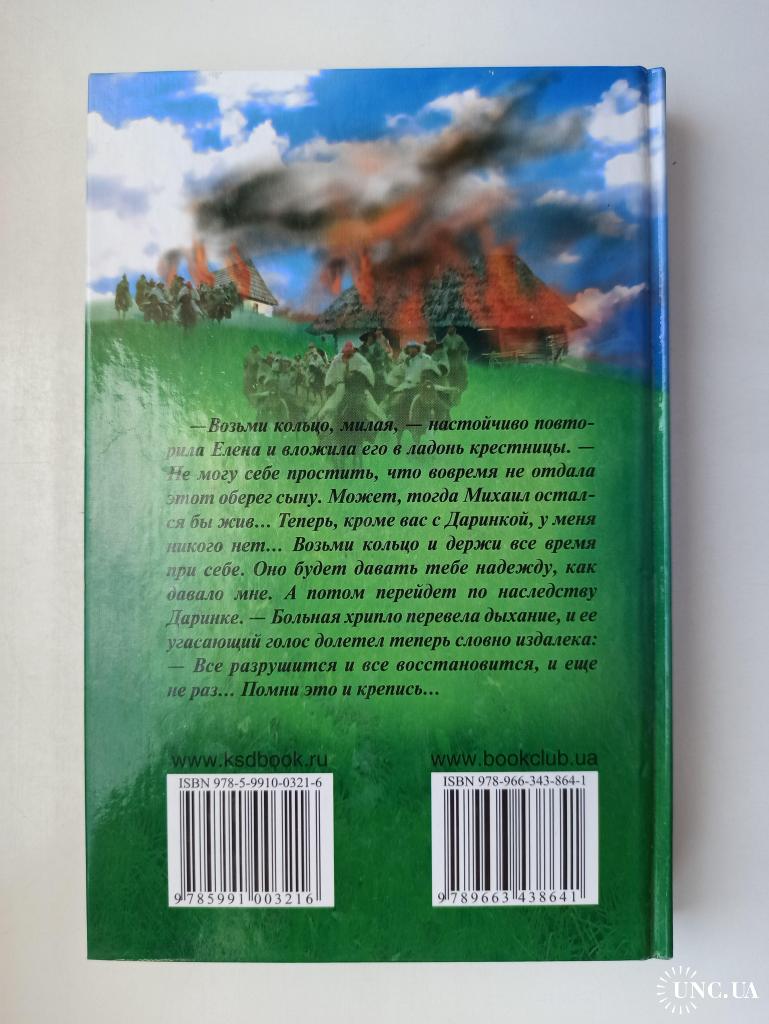 —Возьми кольцо, милая, — настойчиво повто-
рила Елена и вложила его в ладонь крестницы. —
Не могу себе простить, что вовремя не отдала
этот оберег сыну. Может, тогда Михаил остал-
ся бы жив... Теперь, кроме вас с Даринкой, у меня
никого нет... Возьми кольцо и держи все время
при себе. Оно будет давать тебе надежду, как
давало мне. А потом перейдет по наследству
Даринке. — Больная хрипло перевела дыхание, и ее
угасающий голос долетел теперь словно издалека:
— Все разрушится и все восстановится, и еще
не раз... Помни это и крепись...
www.ksdbook.ru
ISBN 978-5-9910-0321-6
9 785991 003216
www.bookclub.ua
ISBN 978-966-343-864-1
9 789663 438641
UNC.UA